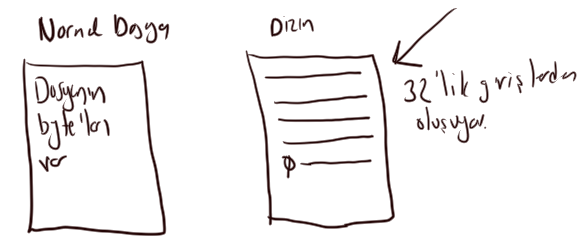 Normal Dosya
Dosyanın
byte'ları
var
Dizin
32'lik girişlerden
oluşuyor.